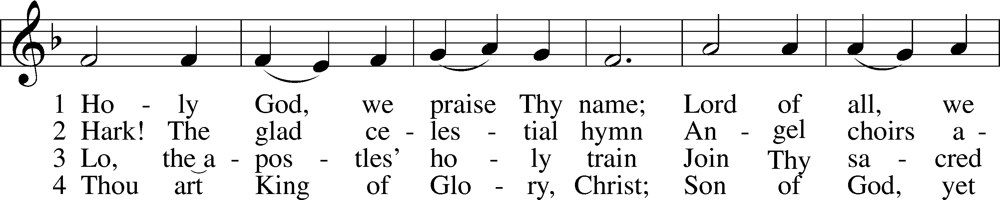 1 Ho - ly God, we praise Thy name; Lord of all, we
2 Hark! The glad ce - les - tial hymn An - gel choirs a -
3 Lo, the a - pos - tles’ ho - ly train Join Thy sa - cred
4 Thou art King of Glo - ry, Christ; Son of God, yet